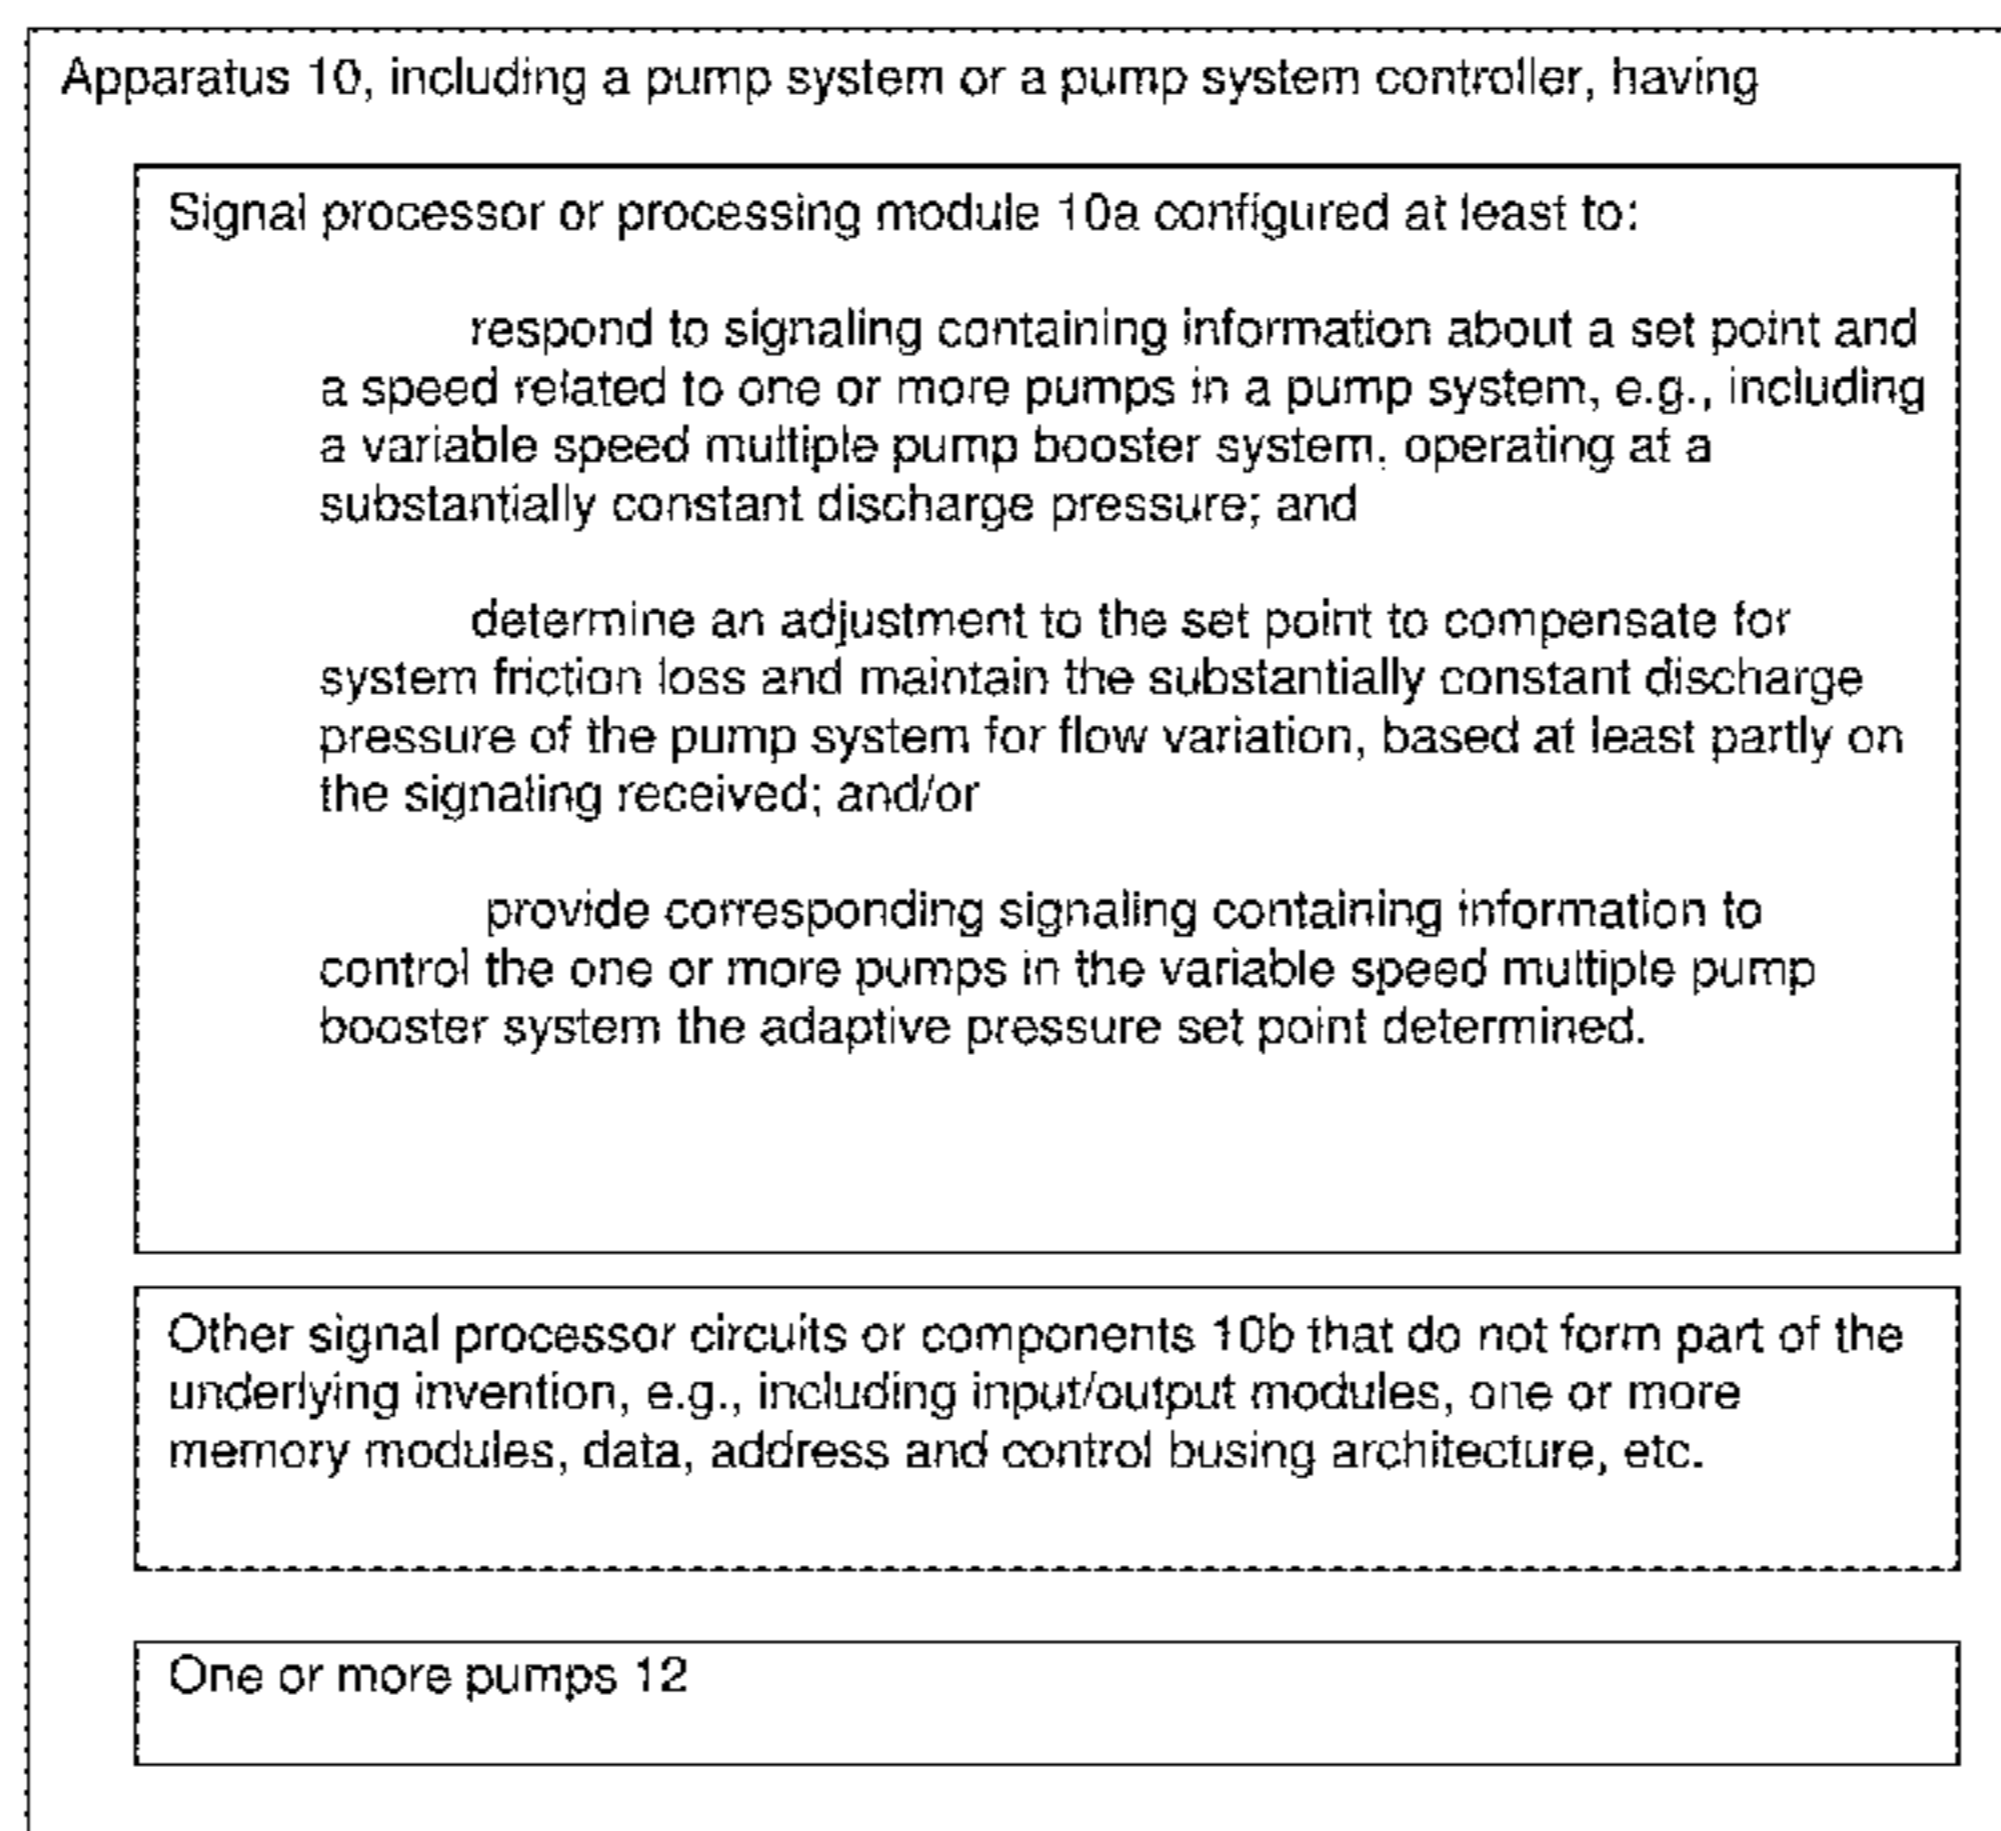 Apparatus 10, including a pump system or a pump system controller, having
Signal processor or processing module 10a configured at least to:
respond to signaling containing information about a set point and
a speed related to one or more pumps in a pump system, e.g., including
a variable speed multiple pump booster system, operating at a
substantially constant discharge pressure; and
determine an adjustment to the set point to compensate for
system friction loss and maintain the substantially constant discharge
pressure of the pump system for flow variation, based at least partly on
the signaling received; and/or
provide corresponding signaling containing information to
control the one or more pumps in the variable speed multiple pump
booster system the adaptive pressure set point determined.
Other signal processor circuits or components 10b that do not form part of the
underlying invention, e.g., including input/output modules, one or more
memory modules, data, address and control busing architecture, etc.
One or more pumps 12